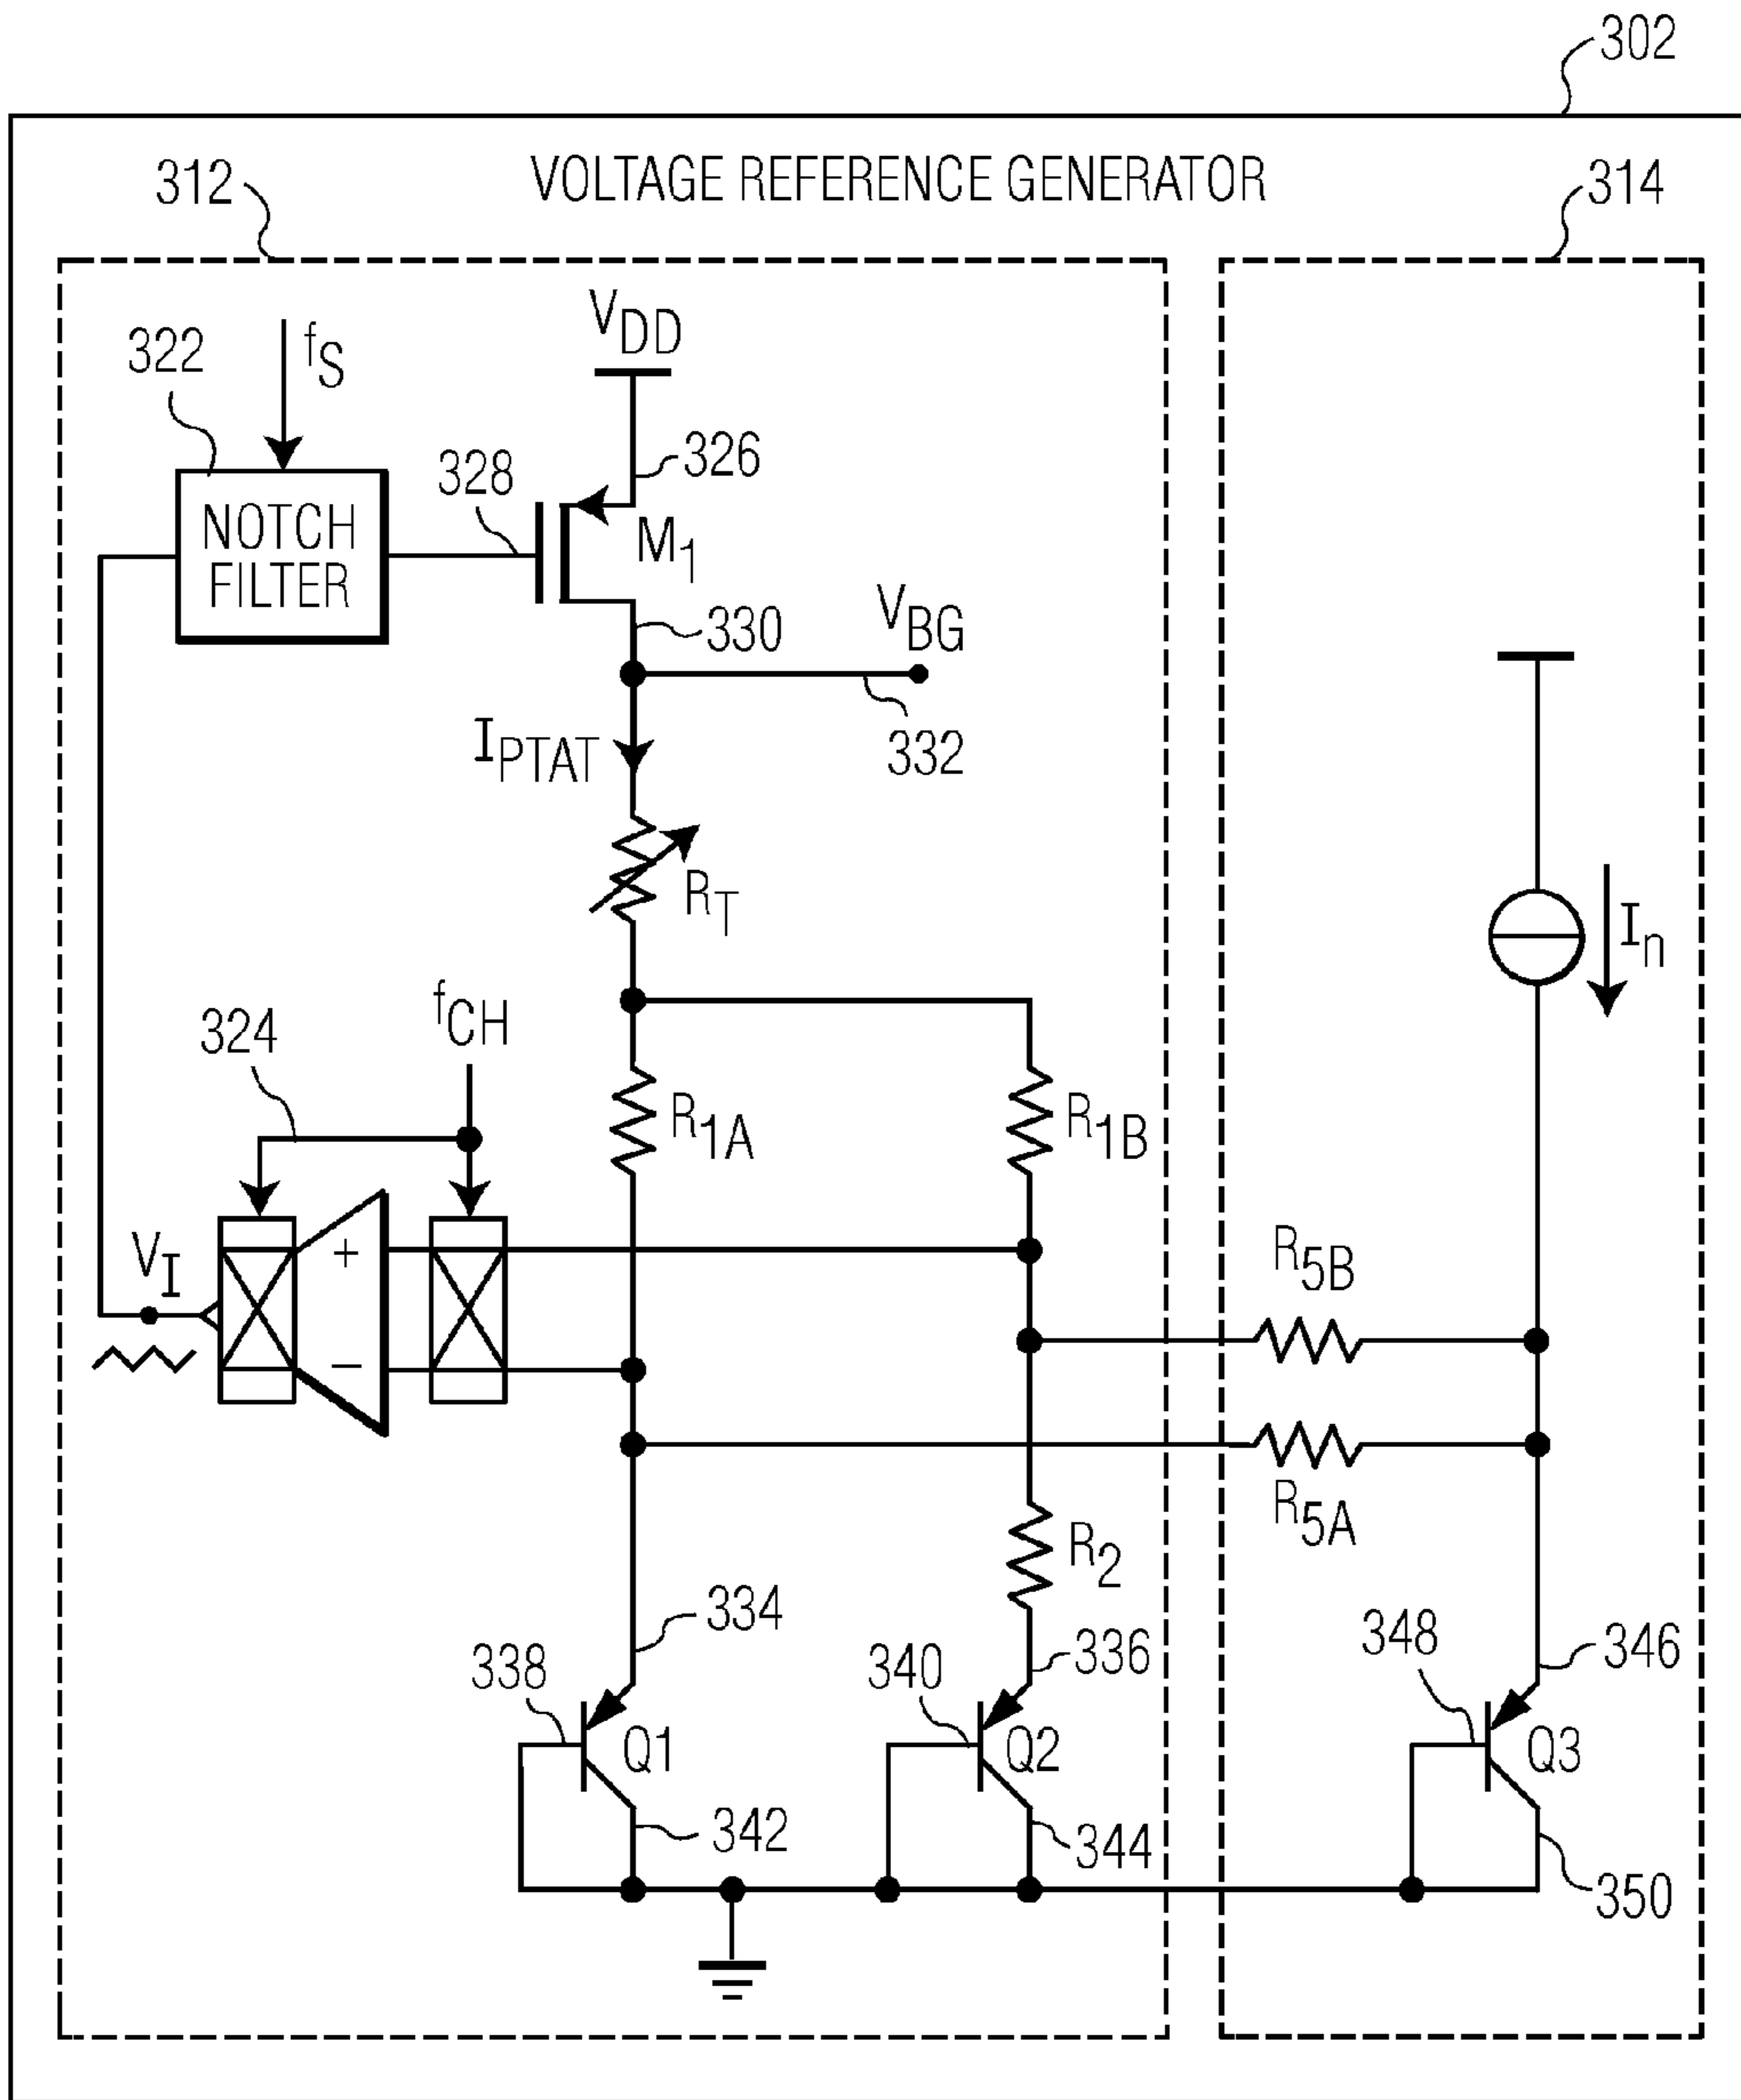 302
VOLTAGE REFERENCE GENERATOR
312
314
VDD
322
fS
326
328
NOTCH
FILTER
M1
330
VBG
332
IPTAT
RT
In
fCH
324
R1A
R1B
VI
+
−
R5B
R5A
R2
334
336
338
340
348
346
Q1
Q2
Q3
342
344
350